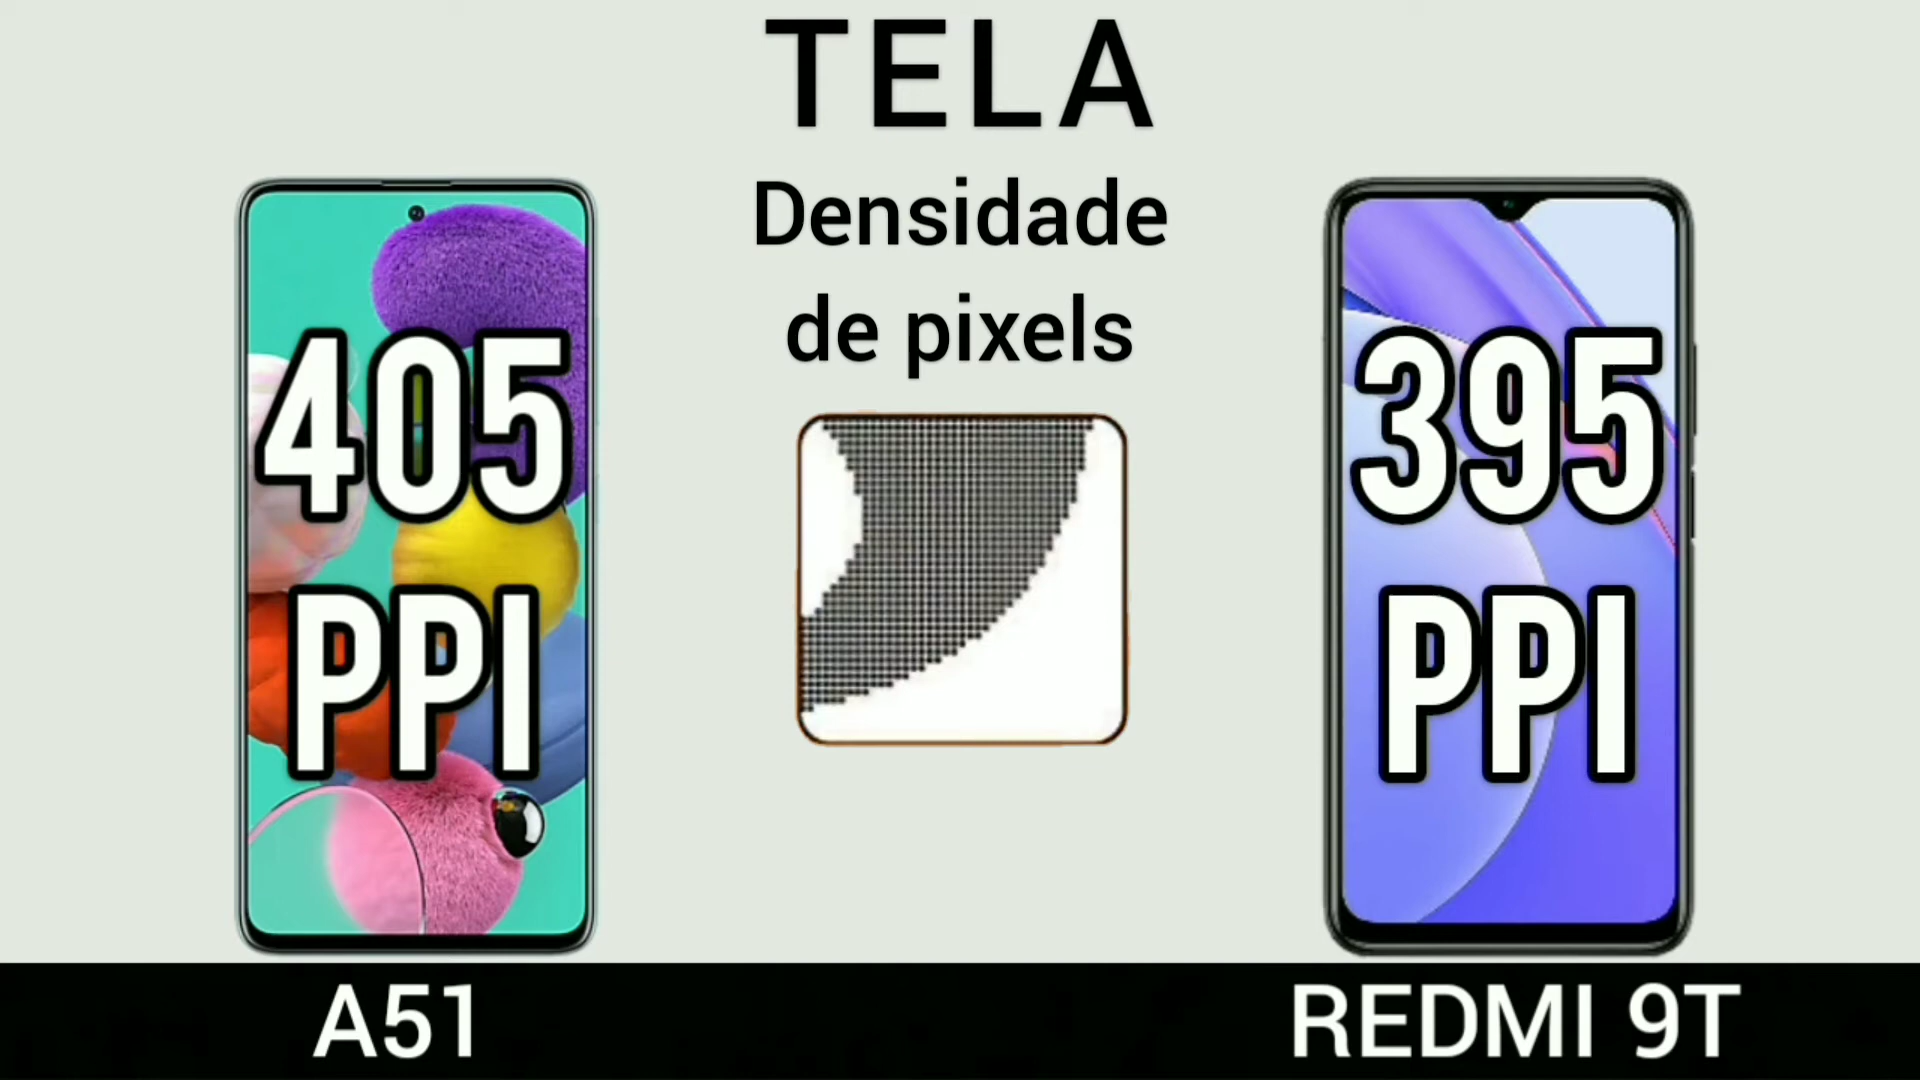 TELA
Densidade
de pixels
405
PPI
395
PPI
A51
REDMI 9T